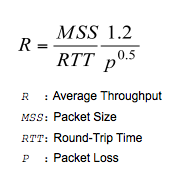 R = MSS/RTT 1.2/p^0.5
R : Average Throughput
MSS: Packet Size
RTT: Round-Trip Time
P : Packet Loss